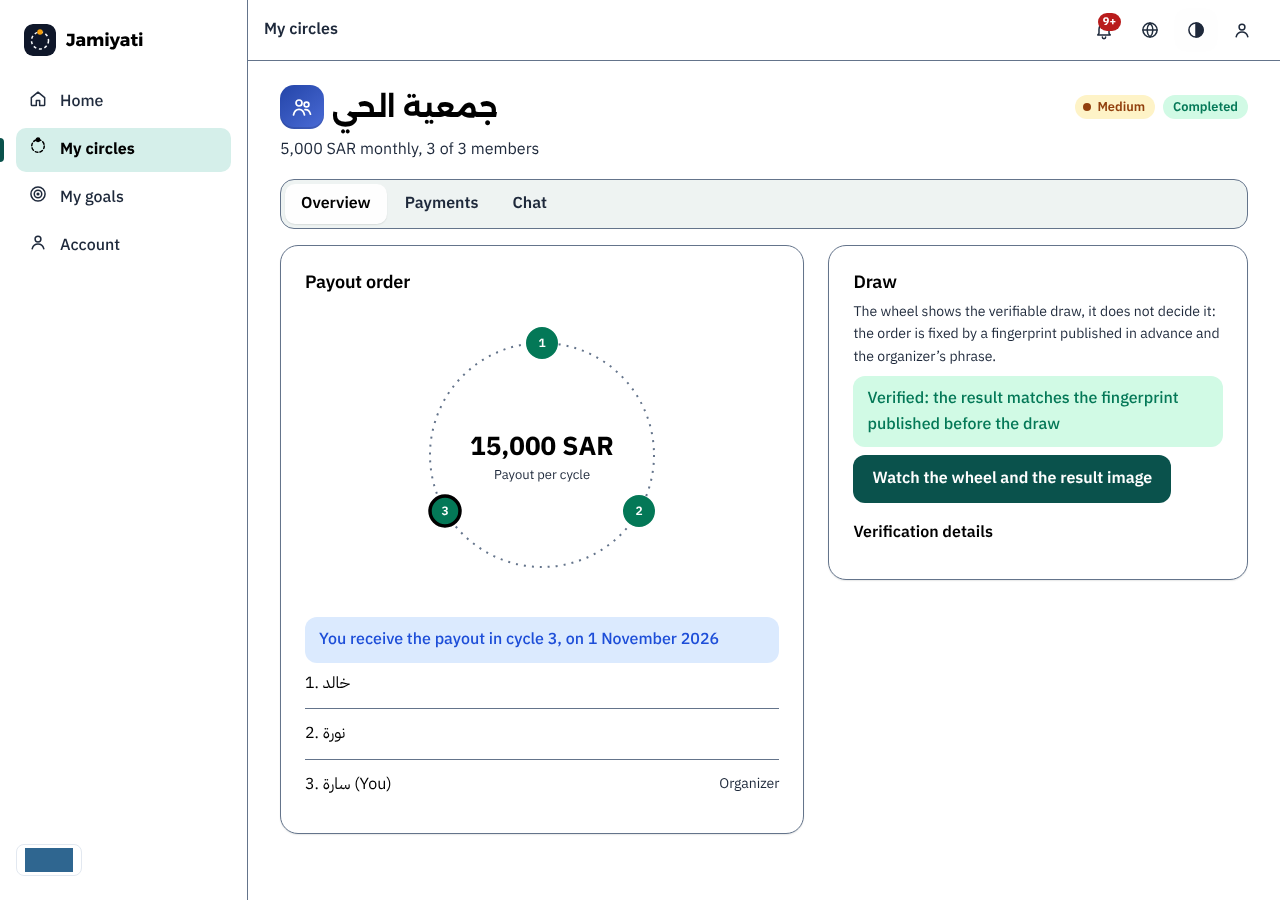 Jamiyati
Home
My circles
My goals
Account
My circles
9+
جمعية الحي
Medium
Completed
5,000 SAR monthly, 3 of 3 members
Overview
Payments
Chat
Payout order
1
15,000 SAR
Payout per cycle
3
2
You receive the payout in cycle 3, on 1 November 2026
1. خالد
2. نورة
3. سارة (You)
Organizer
Draw
The wheel shows the verifiable draw, it does not decide it:
the order is fixed by a fingerprint published in advance and
the organizer’s phrase.
Verified: the result matches the fingerprint
published before the draw
Watch the wheel and the result image
Verification details